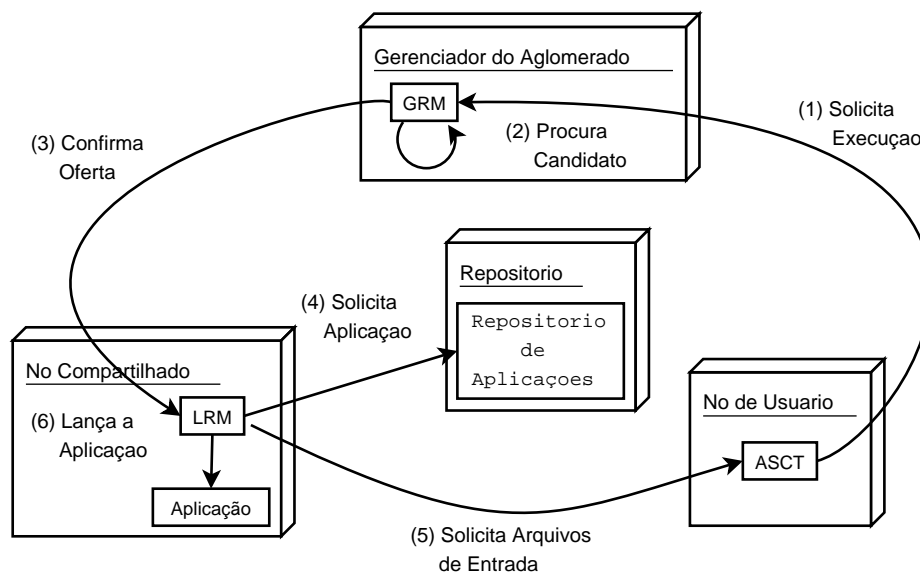 Gerenciador do Aglomerado
GRM
(1) Solicita
Execuçao
(2) Procura
Candidato
(3) Confirma
Oferta
Repositorio
Repositorio
de
Aplicaçoes
(4) Solicita
Aplicaçao
No Compartilhado
LRM
(6) Lança a
Aplicaçao
Aplicação
No de Usuario
ASCT
(5) Solicita Arquivos
de Entrada